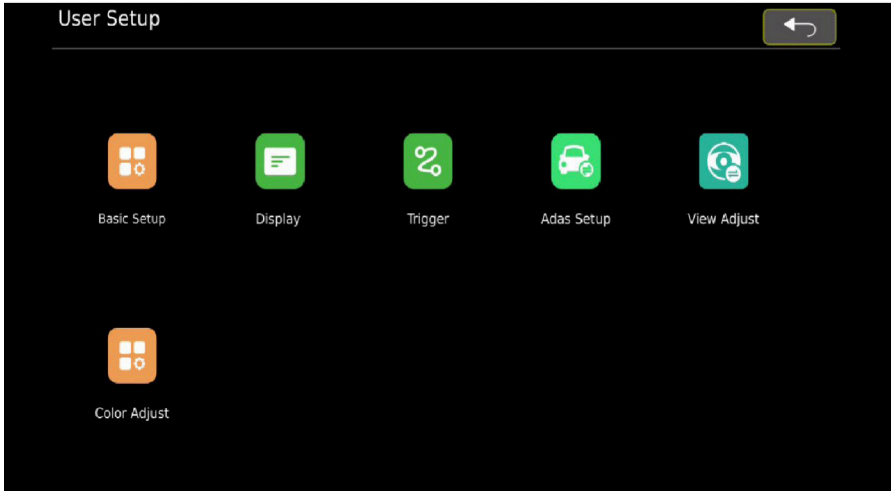 User Setup
Basic Setup
Display
Trigger
Adas Setup
View Adjust
Color Adjust